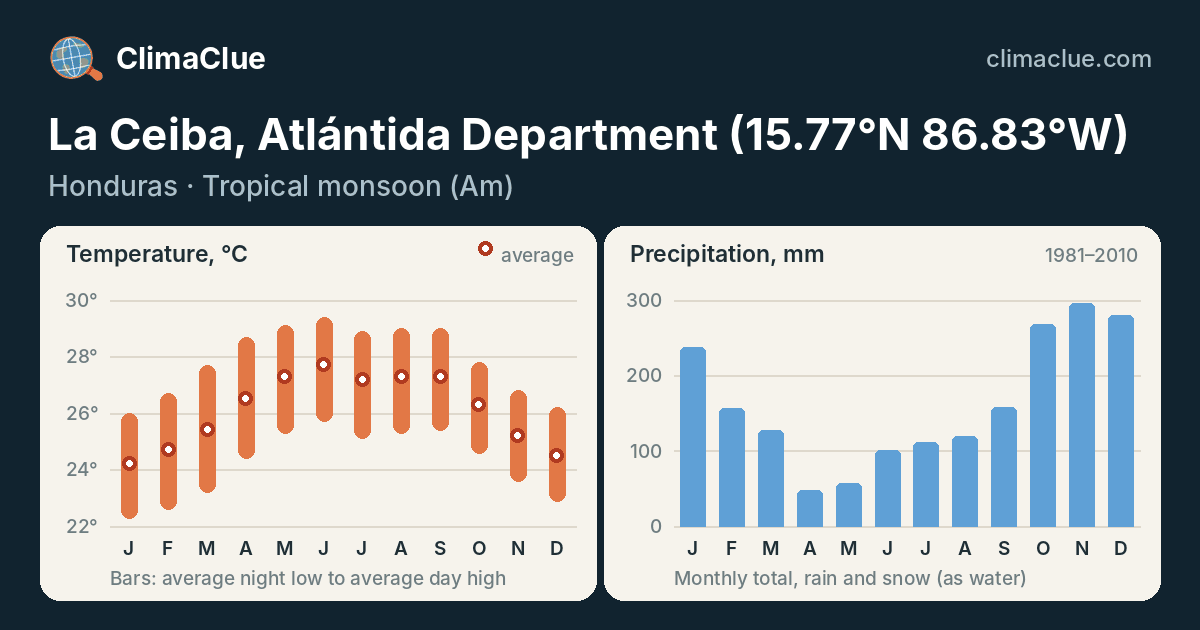 ClimaClue
climaclue.com
La Ceiba, Atlántida Department (15.77°N 86.83°W)
Honduras · Tropical monsoon (Am)
Temperature, °C
average
30°
28°
26°
24°
22°
J F M A M J J A S O N D
Bars: average night low to average day high
Precipitation, mm
1981–2010
300
200
100
0
J F M A M J J A S O N D
Monthly total, rain and snow (as water)